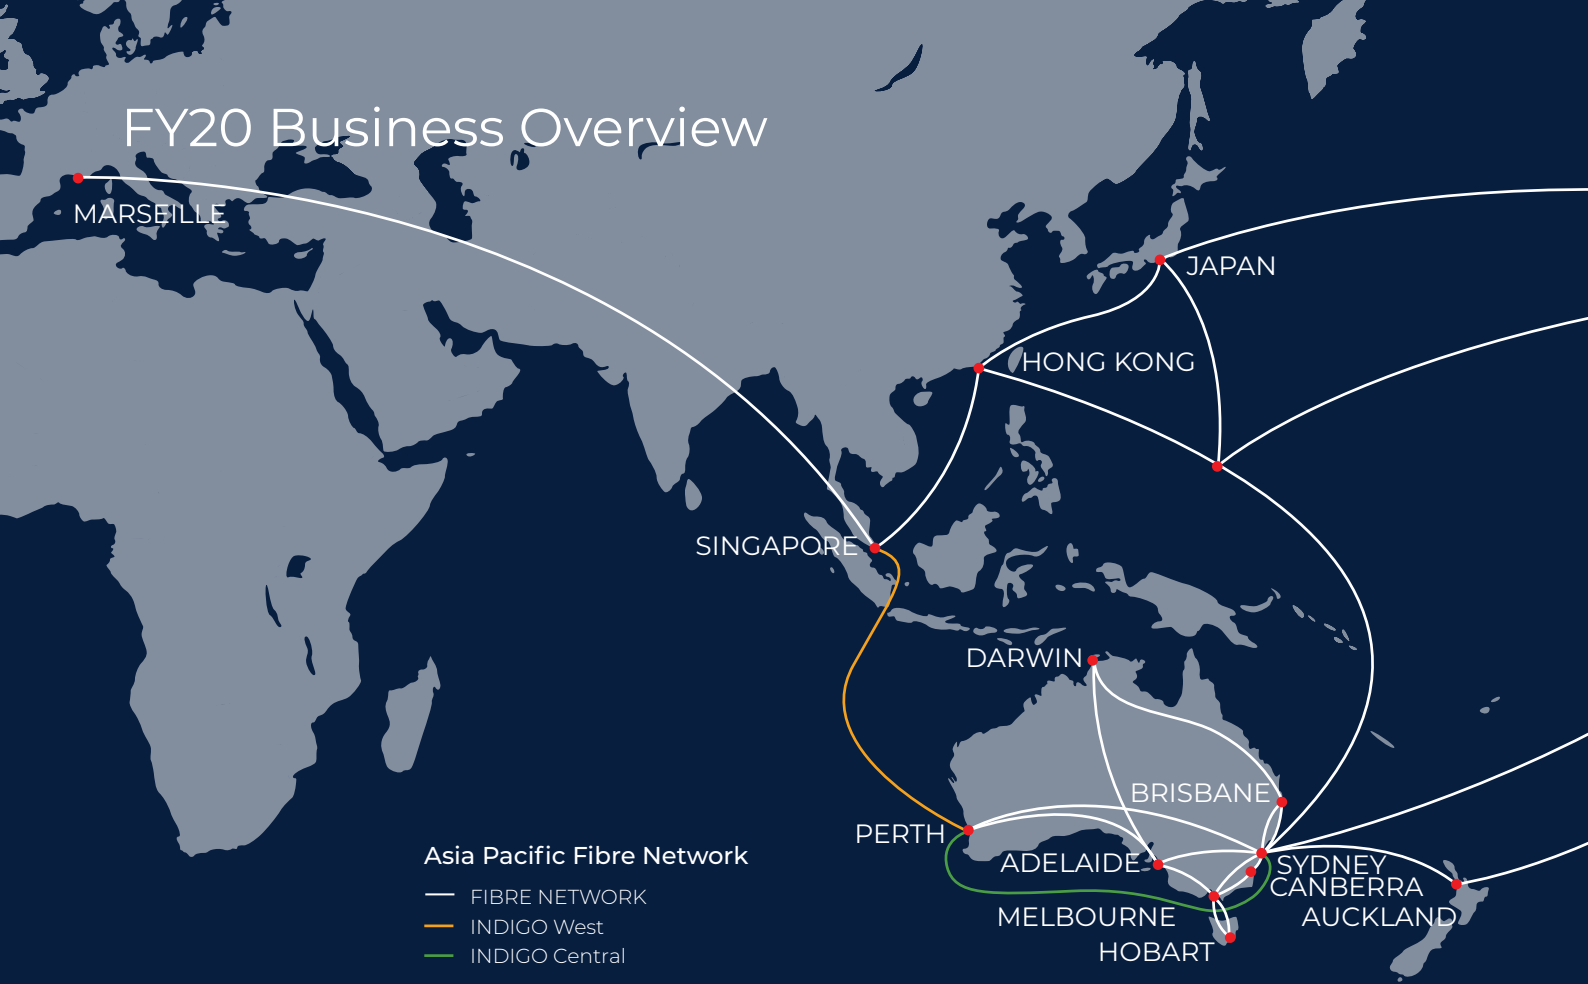 FY20 Business Overview
MARSEILLE
JAPAN
HONG KONG
SINGAPORE
DARWIN
BRISBANE
PERTH
ADELAIDE
SYDNEY
CANBERRA
MELBOURNE
AUCKLAND
HOBART
Asia Pacific Fibre Network
FIBRE NETWORK
INDIGO West
INDIGO Central